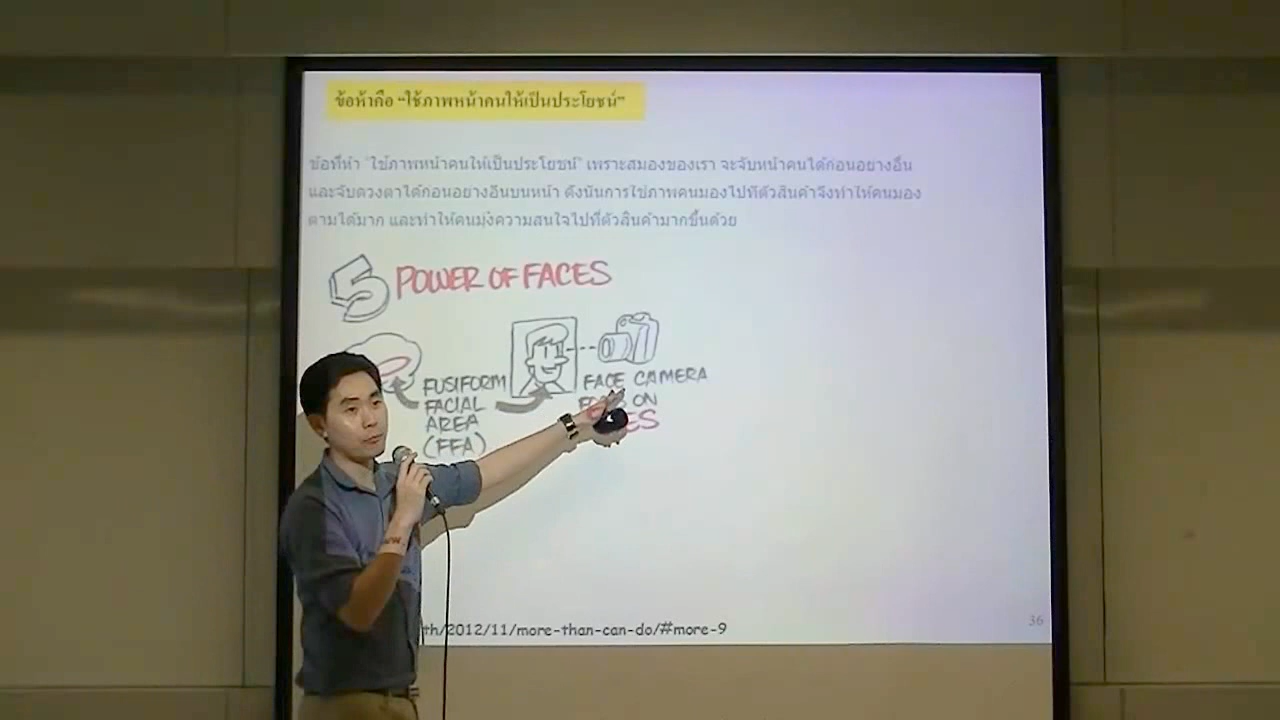 ข้อห้าคือ “ใช้ภาพหน้าคนให้เป็นประโยชน์”
ข้อที่ห้า "ใช้ภาพหน้าคนให้เป็นประโยชน์" เพราะสมองของเรา จะจับหน้าคนได้ก่อนอย่างอื่น
และจับดวงตาได้ก่อนอย่างอื่นบนหน้า ดังนั้นการใช้ภาพคนมองไปที่ตัวสินค้าจึงทำให้คนมอง
ตามได้มาก และทำให้คนมุ่งความสนใจไปที่ตัวสินค้ามากขึ้นด้วย
5 POWER OF FACES
FUSIFORM
FACIAL
AREA
(FFA)
FACE CAMERA
ON
th/2012/11/more-than-can-do/#more-9
36